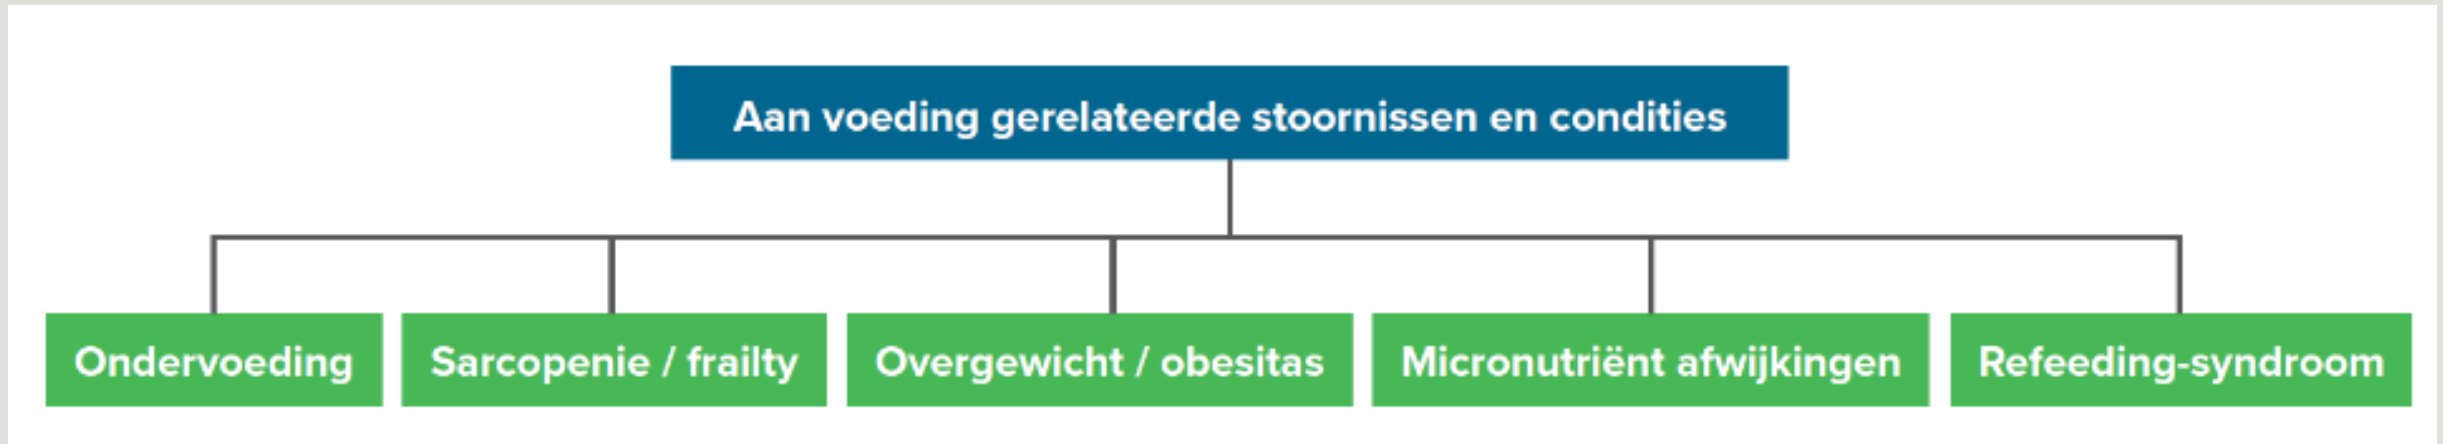 Aan voeding gerelateerde stoornissen en condities
Ondervoeding
Sarcopenie / frailty
Overgewicht / obesitas
Micronutriënt afwijkingen
Refeeding-syndroom